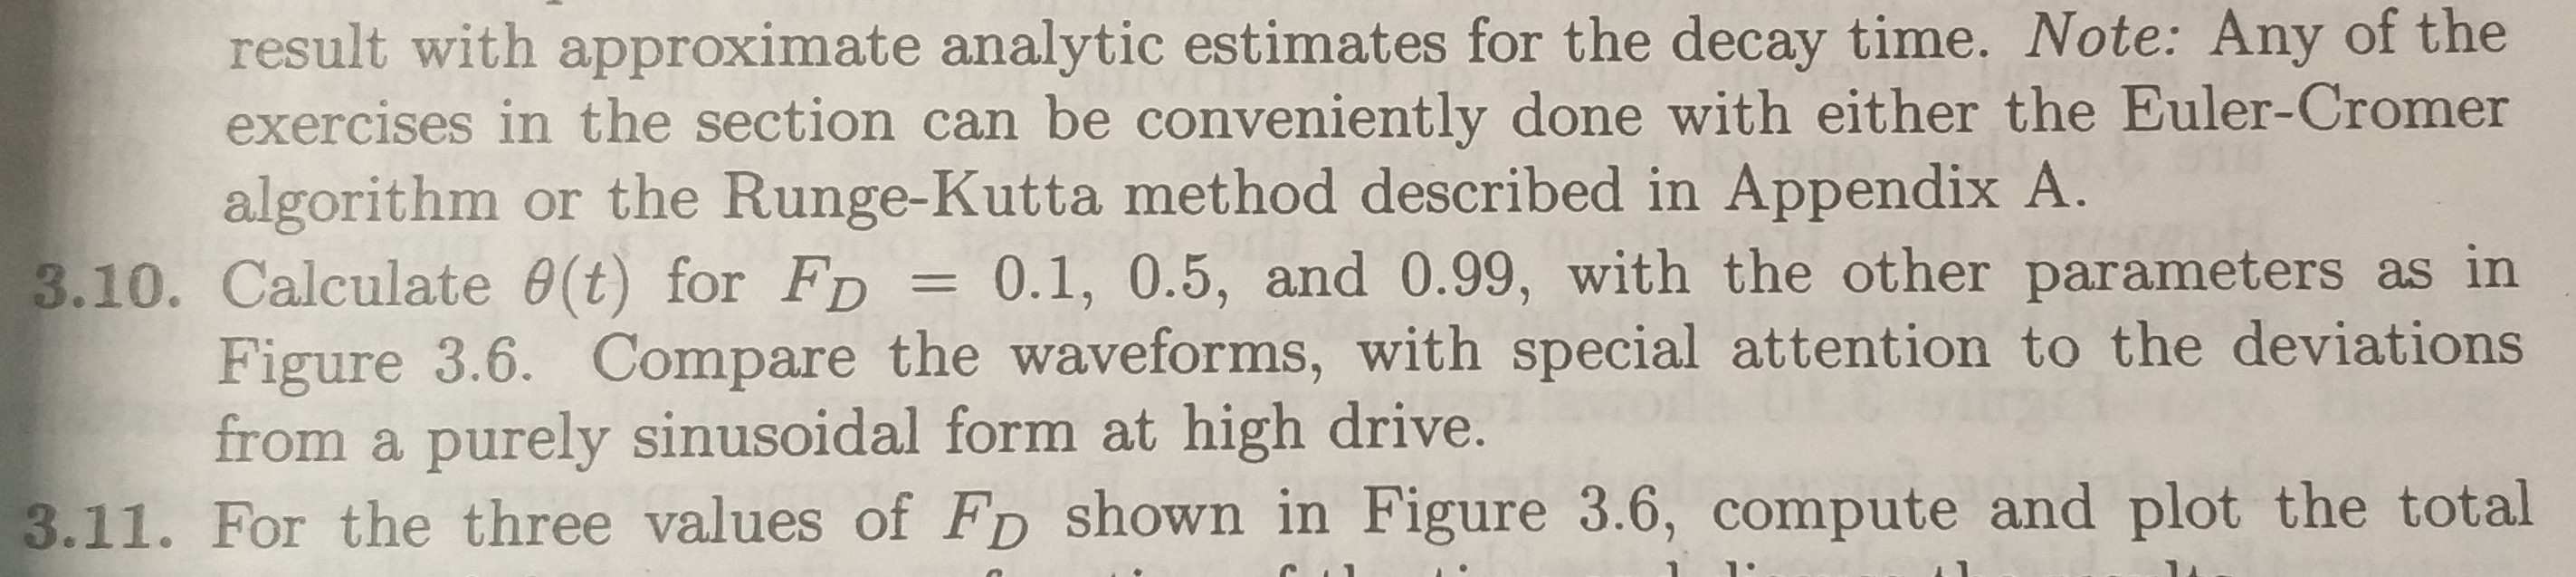 result with approximate analytic estimates for the decay time. Note: Any of the
exercises in the section can be conveniently done with either the Euler-Cromer
algorithm or the Runge-Kutta method described in Appendix A.
3.10. Calculate θ(t) for F_D = 0.1, 0.5, and 0.99, with the other parameters as in
Figure 3.6. Compare the waveforms, with special attention to the deviations
from a purely sinusoidal form at high drive.
3.11. For the three values of F_D shown in Figure 3.6, compute and plot the total